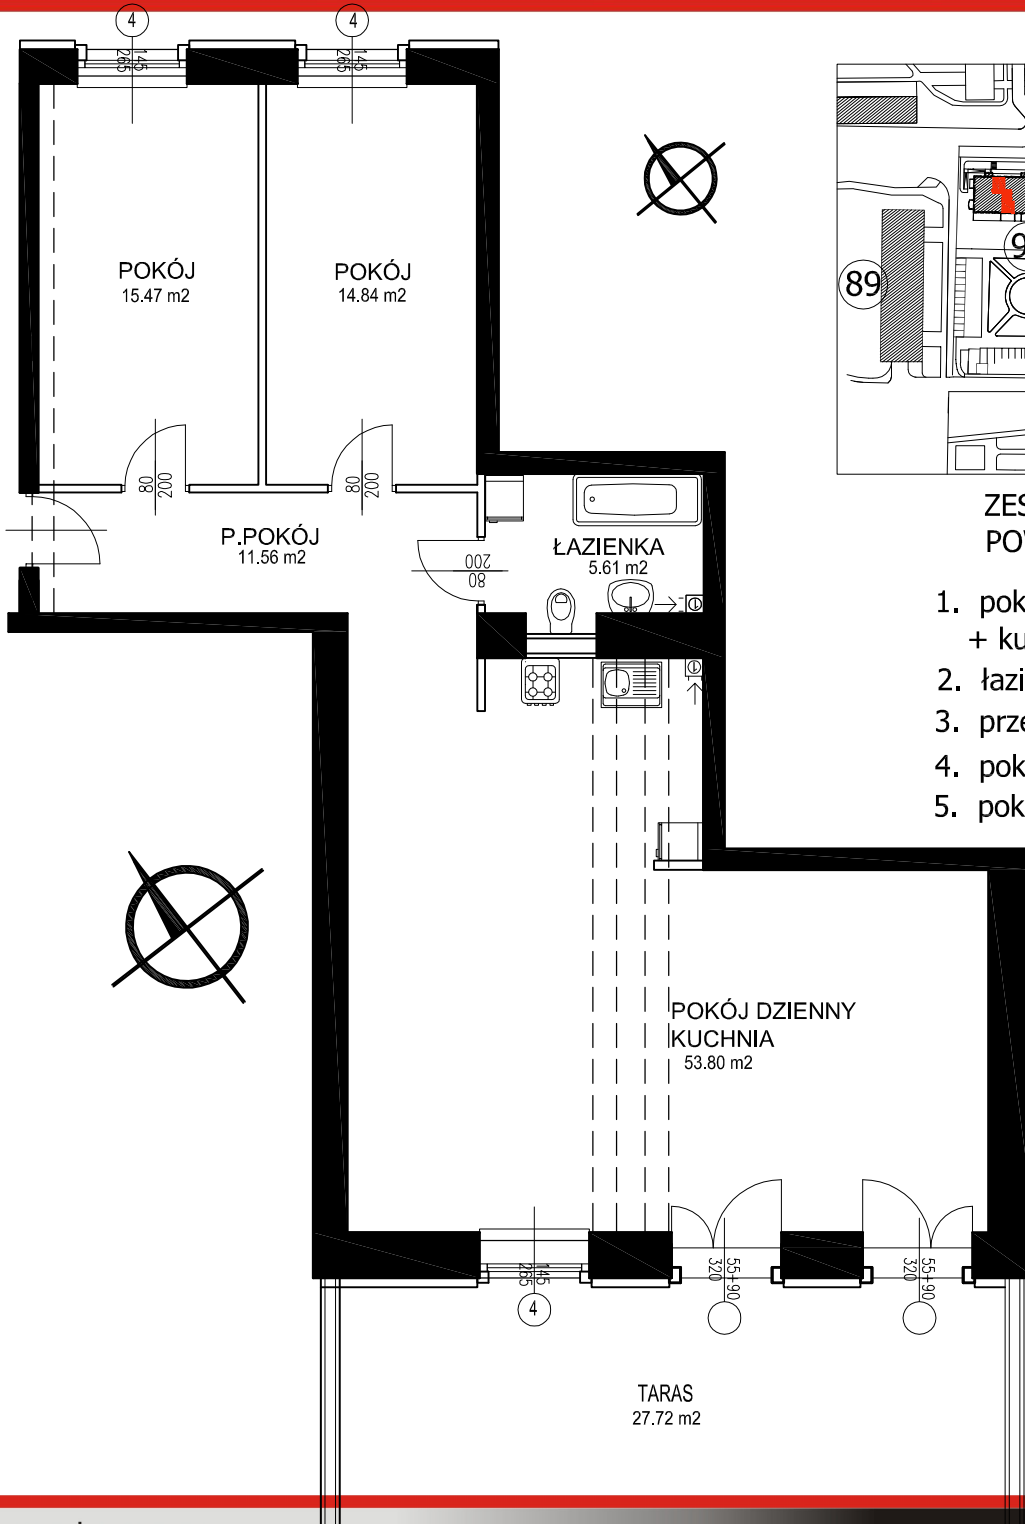 4
4
145
265
145
265
POKÓJ
15.47 m2
POKÓJ
14.84 m2
89
9
80
200
80
200
P.POKÓJ
11.56 m2
200
80
ŁAZIENKA
5.61 m2
ZES
POW
1. pok
+ ku
2. łazi
3. prze
4. pok
5. pok
POKÓJ DZIENNY
KUCHNIA
53.80 m2
145
265
55+90
320
55+90
320
4
TARAS
27.72 m2